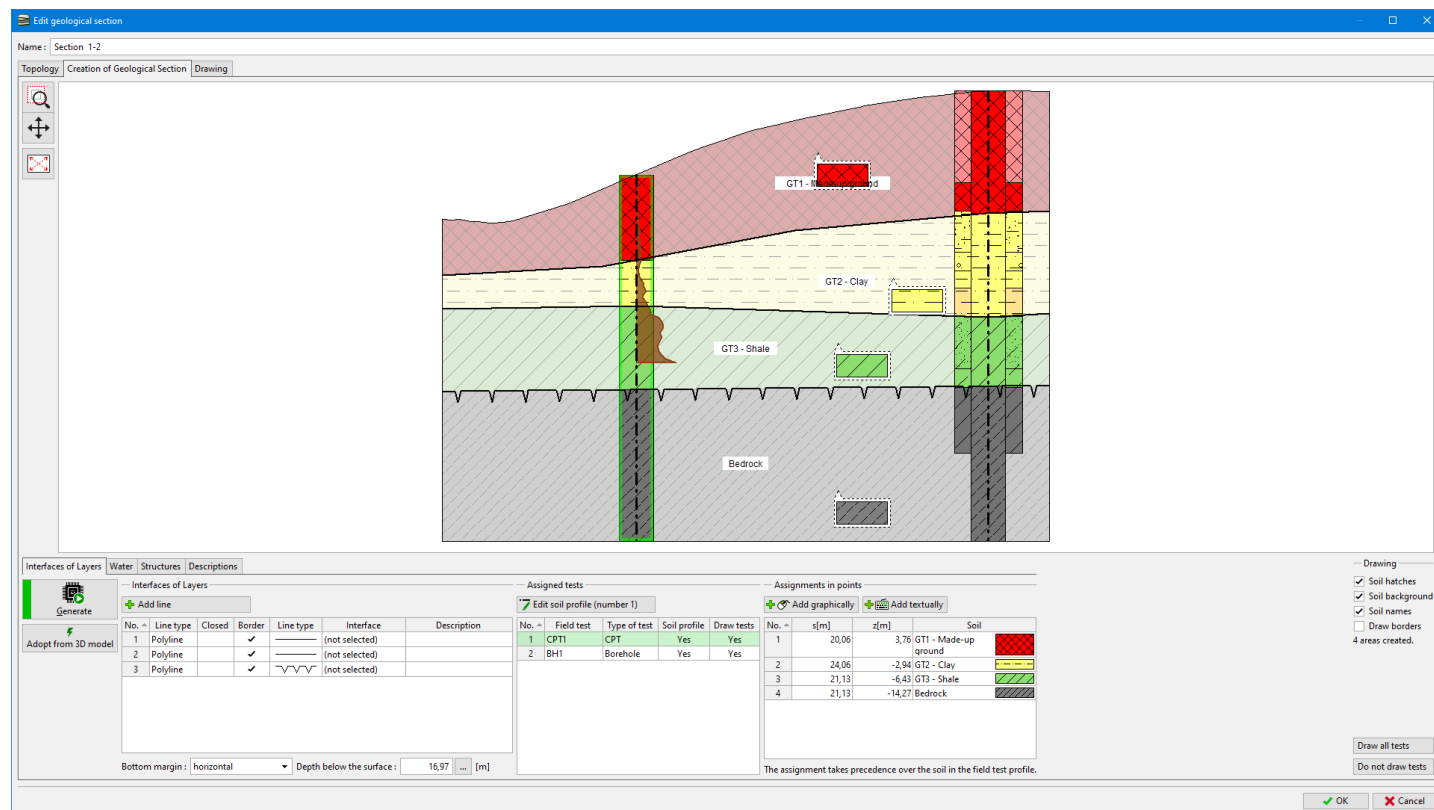 Edit geological section
Name : Section 1-2
Topology Creation of Geological Section Drawing
GT1 - Made-up ground
GT2 - Clay
GT3 - Shale
Bedrock
Interfaces of Layers Water Structures Descriptions
Generate
Adopt from 3D model
Interfaces of Layers
Add line
No. Line type Closed Border Line type Interface Description
1 Polyline (not selected)
2 Polyline (not selected)
3 Polyline (not selected)
Bottom margin : horizontal Depth below the surface : 16,97 ... [m]
Assigned tests
Edit soil profile (number 1)
No. Field test Type of test Soil profile Draw tests
1 CPT1 CPT Yes Yes
2 BH1 Borehole Yes Yes
Assignments in points
Add graphically Add textually
No. s[m] z[m] Soil
1 20,06 3,76 GT1 - Made-up
ground
2 24,06 -2,94 GT2 - Clay
3 21,13 -6,43 GT3 - Shale
4 21,13 -14,27 Bedrock
The assignment takes precedence over the soil in the field test profile.
Drawing
Soil hatches
Soil background
Soil names
Draw borders
4 areas created.
Draw all tests
Do not draw tests
OK Cancel